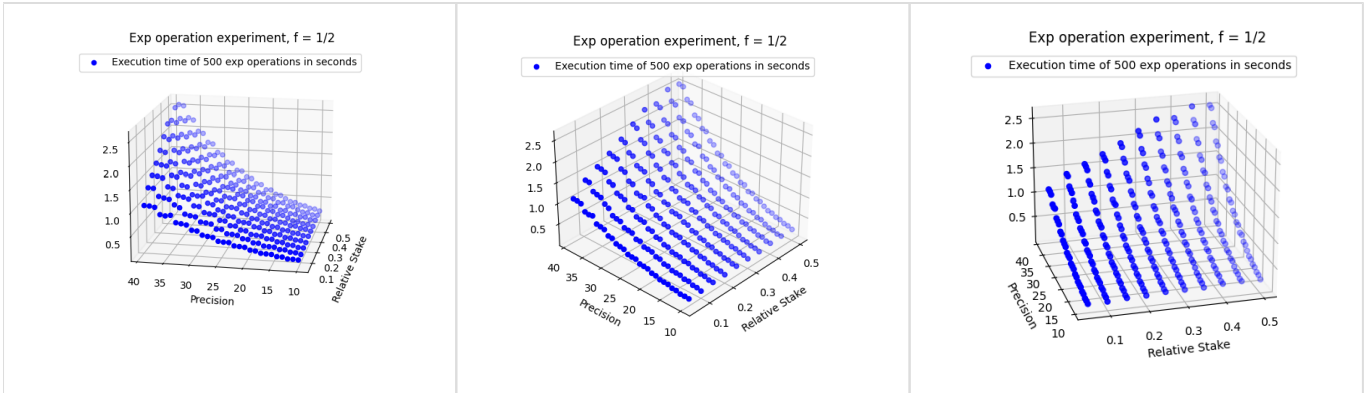 Exp operation experiment, f = 1/2
Execution time of 500 exp operations in seconds
2.5
2.0
1.5
1.0
0.5
40 35 30 25 20 15 10
Precision
0.5
0.4
0.3
0.2
0.1
Relative Stake
Exp operation experiment, f = 1/2
Execution time of 500 exp operations in seconds
2.5
2.0
1.5
1.0
0.5
40
35
30
25
20
15
10
Precision
0.5
0.4
0.3
0.2
0.1
Relative Stake
Exp operation experiment, f = 1/2
Execution time of 500 exp operations in seconds
2.5
2.0
1.5
1.0
0.5
40
35
30
25
20
15
10
Precision
0.1 0.2 0.3 0.4 0.5
Relative Stake